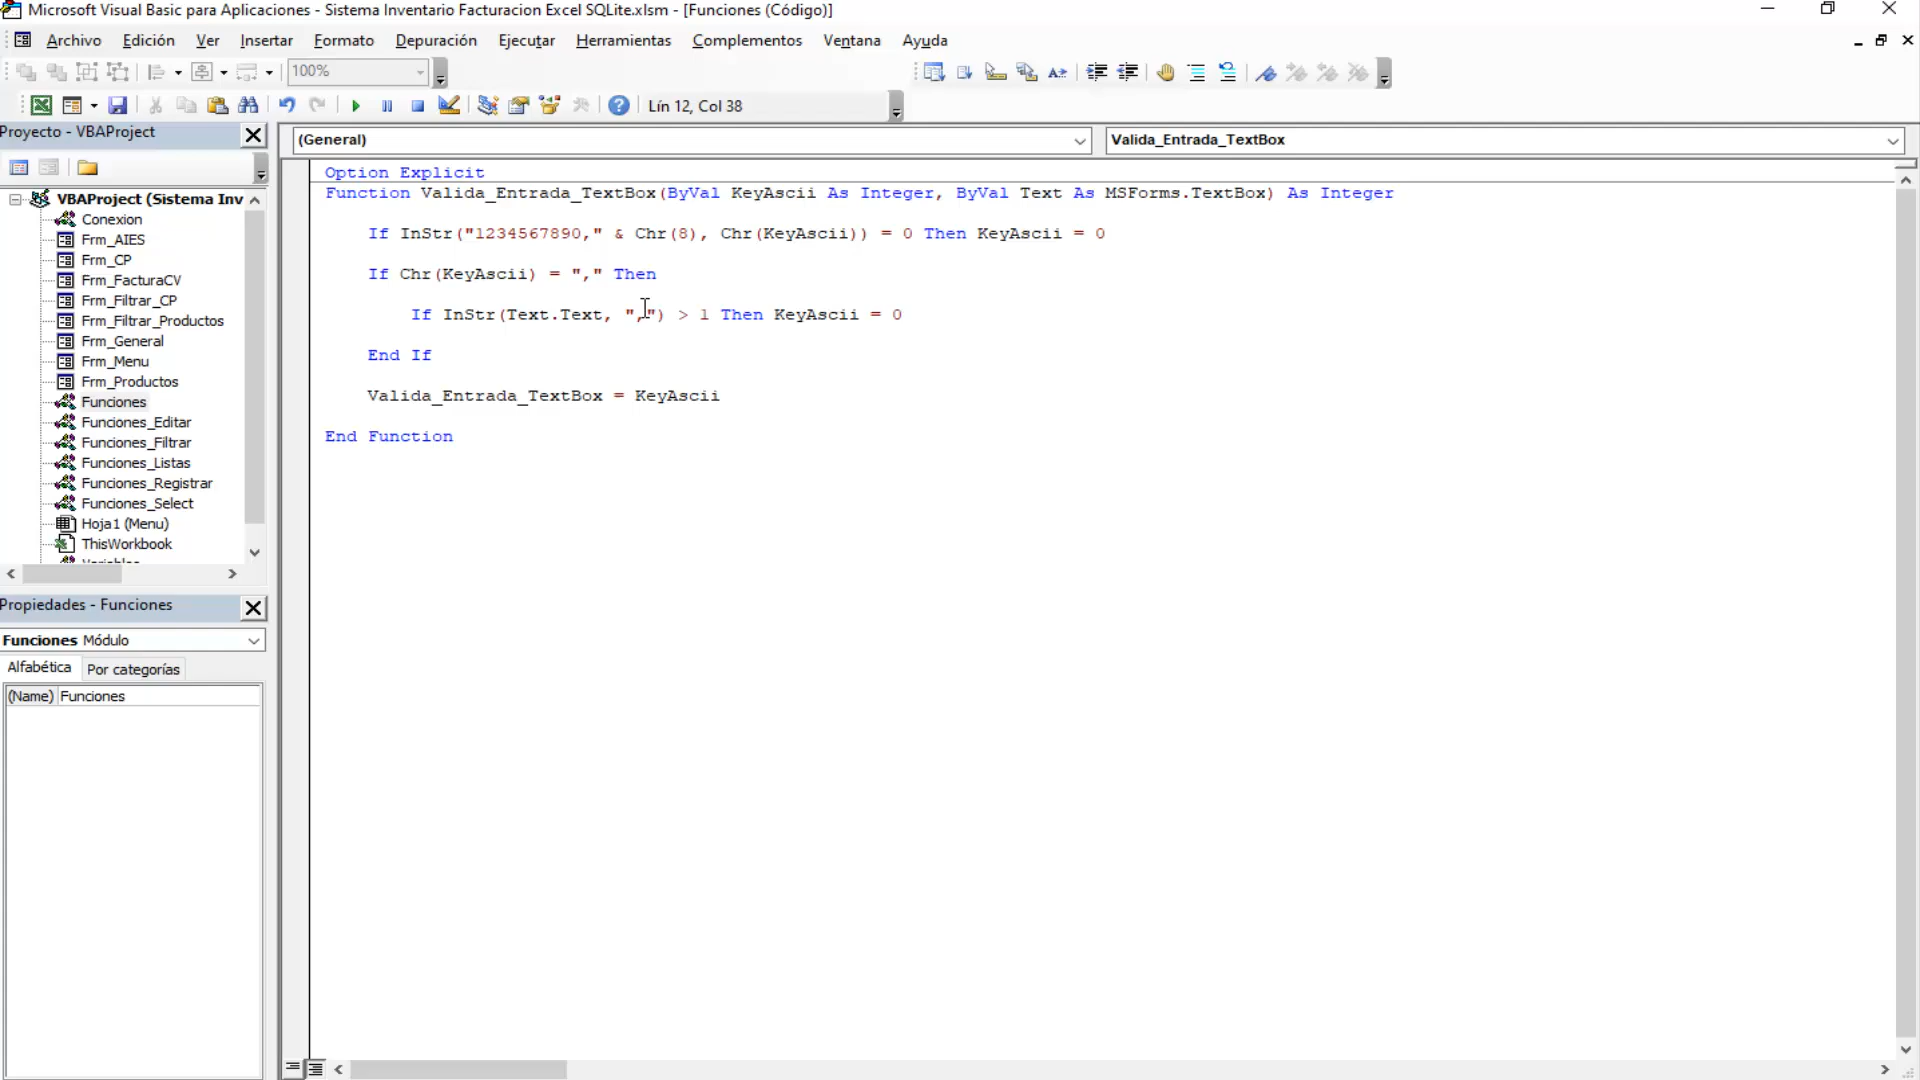 Microsoft Visual Basic para Aplicaciones - Sistema Inventario Facturacion Excel SQLite.xlsm - [Funciones (Código)]
Archivo Edición Ver Insertar Formato Depuración Ejecutar Herramientas Complementos Ventana Ayuda
100%
Lín 12, Col 38
Proyecto - VBAProject
(General) Valida_Entrada_TextBox
VBAProject (Sistema Inv
Conexion
Frm_AIES
Frm_CP
Frm_FacturaCV
Frm_Filtrar_CP
Frm_Filtrar_Productos
Frm_General
Frm_Menu
Frm_Productos
Funciones
Funciones_Editar
Funciones_Filtrar
Funciones_Listas
Funciones_Registrar
Funciones_Select
Hoja1 (Menu)
ThisWorkbook
Propiedades - Funciones
Funciones Módulo
Alfabética Por categorías
(Name) Funciones
Option Explicit
Function Valida_Entrada_TextBox(ByVal KeyAscii As Integer, ByVal Text As MSForms.TextBox) As Integer
If InStr("1234567890," & Chr(8), Chr(KeyAscii)) = 0 Then KeyAscii = 0
If Chr(KeyAscii) = "," Then
If InStr(Text.Text, ",") > 1 Then KeyAscii = 0
End If
Valida_Entrada_TextBox = KeyAscii
End Function